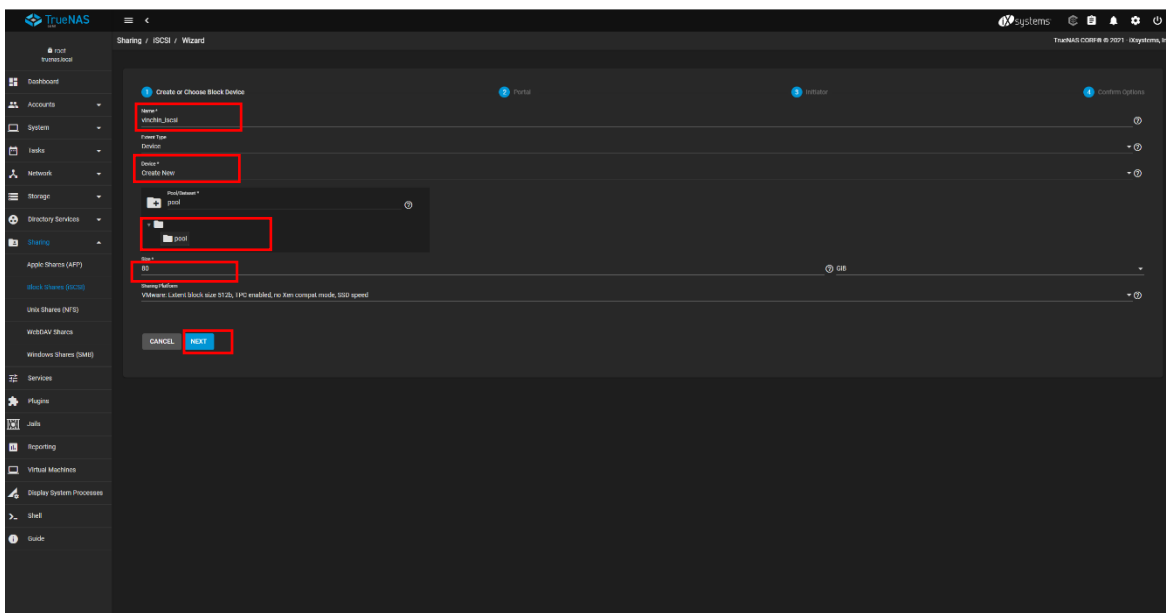 TrueNAS
CORE
systems
root
truenas.local
Sharing / iSCSI / Wizard
TrueNAS CORE® © 2021 - iXsystems, In
Dashboard
Accounts
System
Tasks
Network
Storage
Directory Services
Sharing
Apple Shares (AFP)
Block Shares (iSCSI)
Unix Shares (NFS)
WebDAV Shares
Windows Shares (SMB)
Services
Plugins
Jails
Reporting
Virtual Machines
Display System Processes
Shell
Guide
1 Create or Choose Block Device
2 Portal
3 Initiator
4 Confirm Options
Name *
vinchin_iscsi
Extent Type
Device
Device *
Create New
Pool/Dataset *
pool
pool
Size *
80
GiB
Sharing Platform
VMware: Extent block size 512b, TPC enabled, no Xen compat mode, SSD speed
CANCEL
NEXT